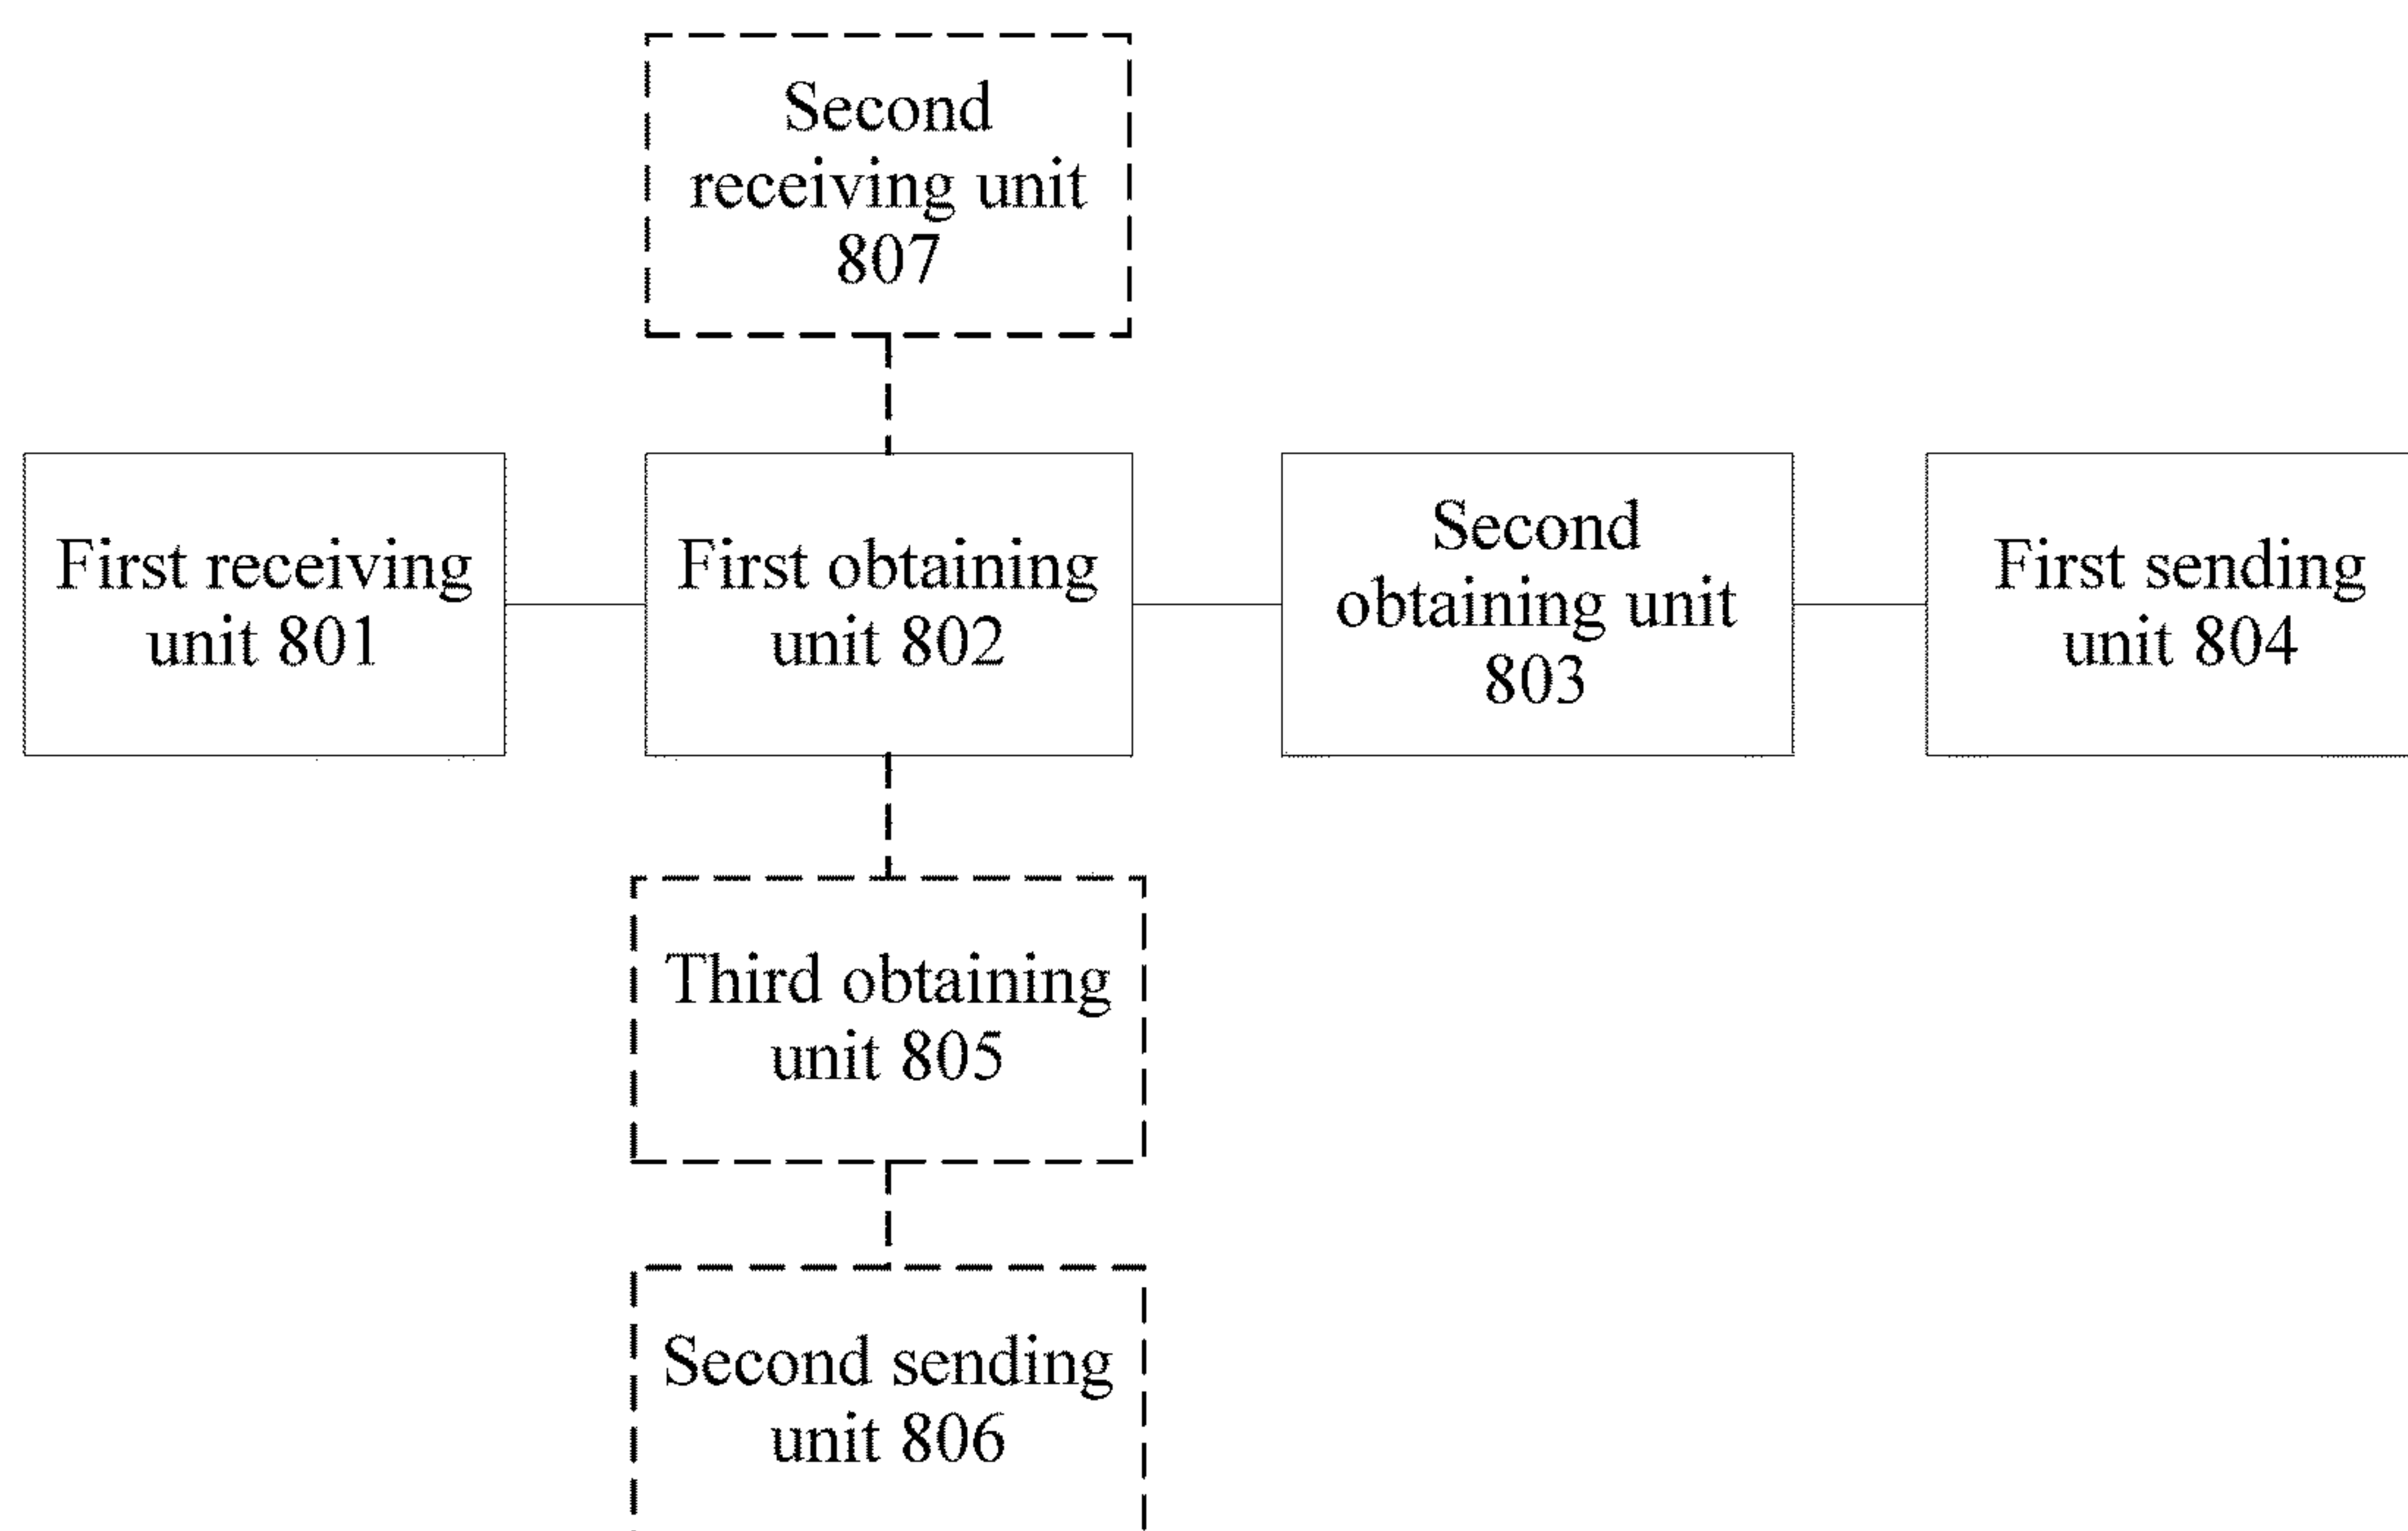 Second
receiving unit
807
First receiving
unit 801
First obtaining
unit 802
Second
obtaining unit
803
First sending
unit 804
Third obtaining
unit 805
Second sending
unit 806